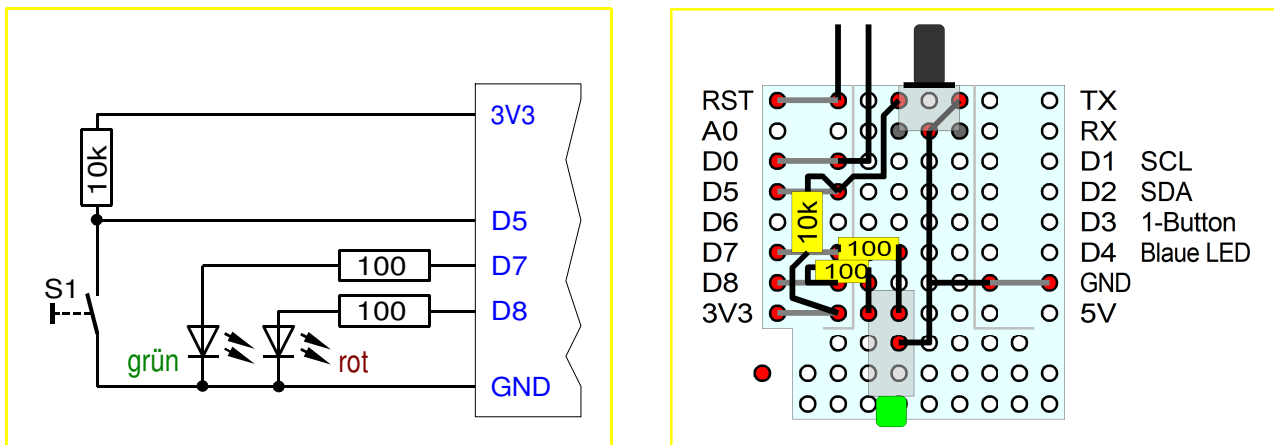 3V3
10k
D5
D7
100
D8
100
S1
grün
rot
GND
RST
TX
A0
RX
D0
D1 SCL
D5
D2 SDA
10k
D6
D3 1-Button
D7
100
D4 Blaue LED
D8
100
GND
3V3
5V